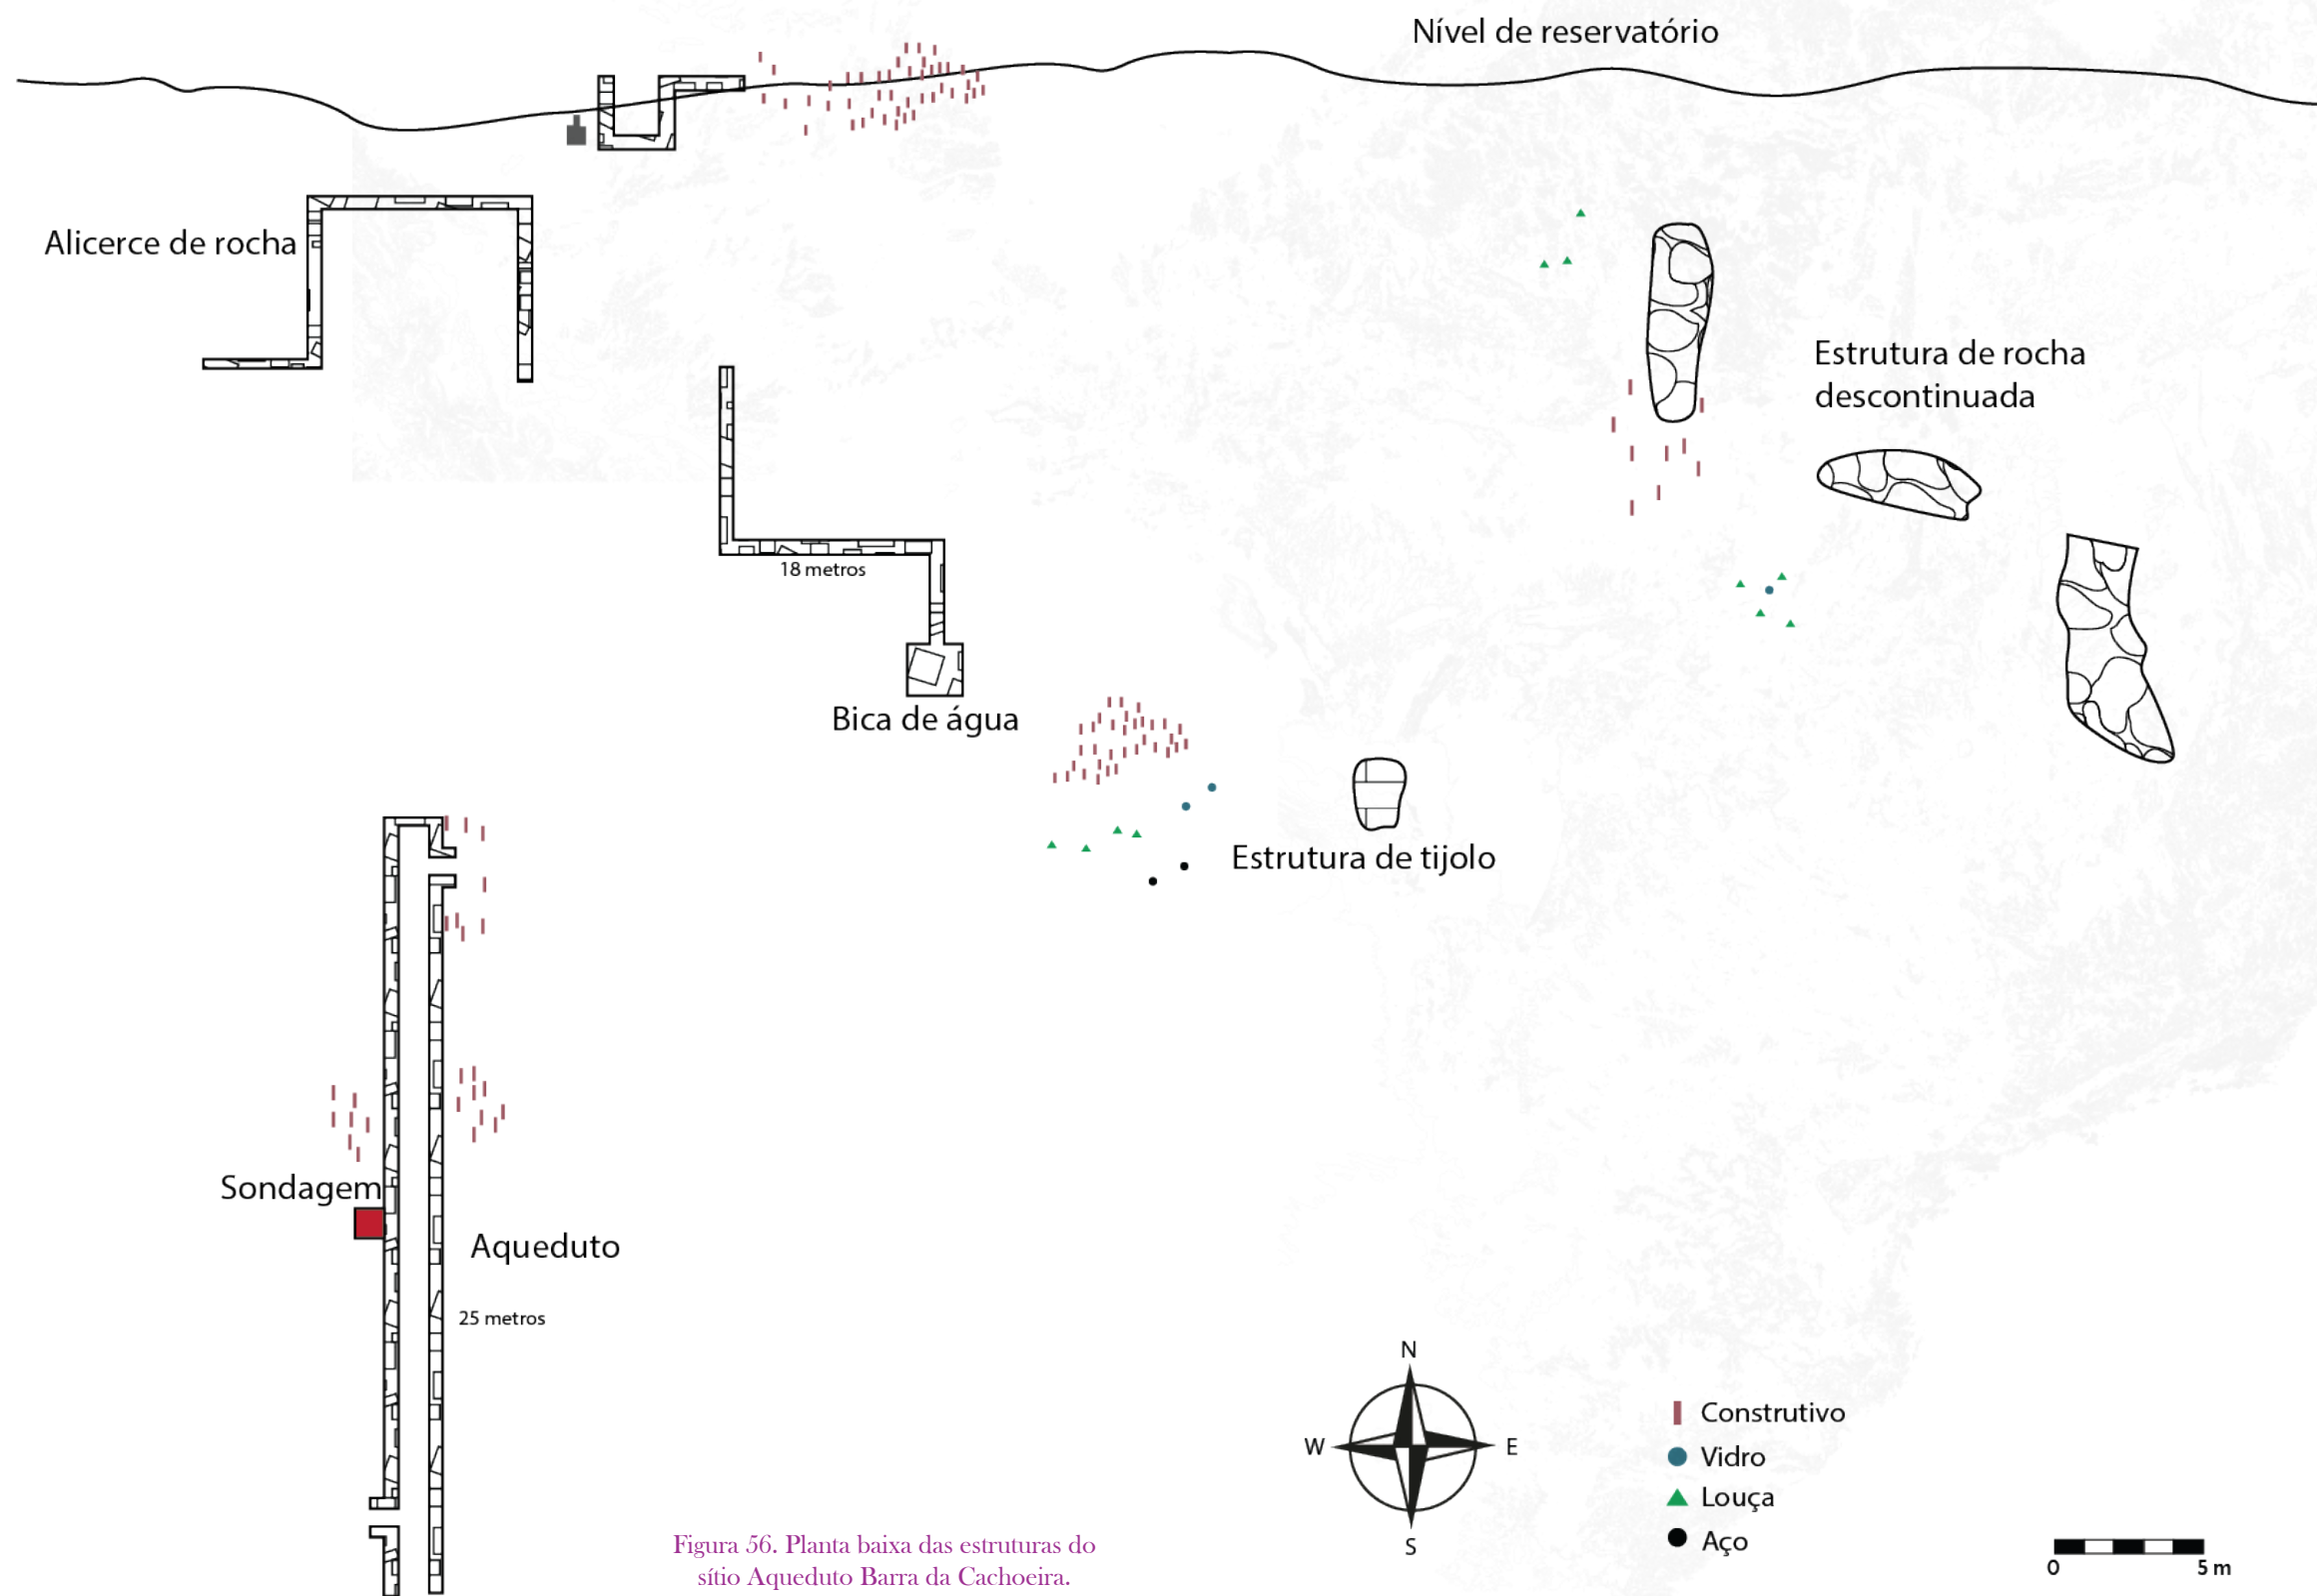 Nível de reservatório
Alicerce de rocha
Estrutura de rocha
descontinuada
18 metros
Bica de água
Estrutura de tijolo
Sondagem
Aqueduto
25 metros
N
W
E
S
Construtivo
Vidro
Louça
Aço
0
5 m
Figura 56. Planta baixa das estruturas do
sítio Aqueduto Barra da Cachoeira.